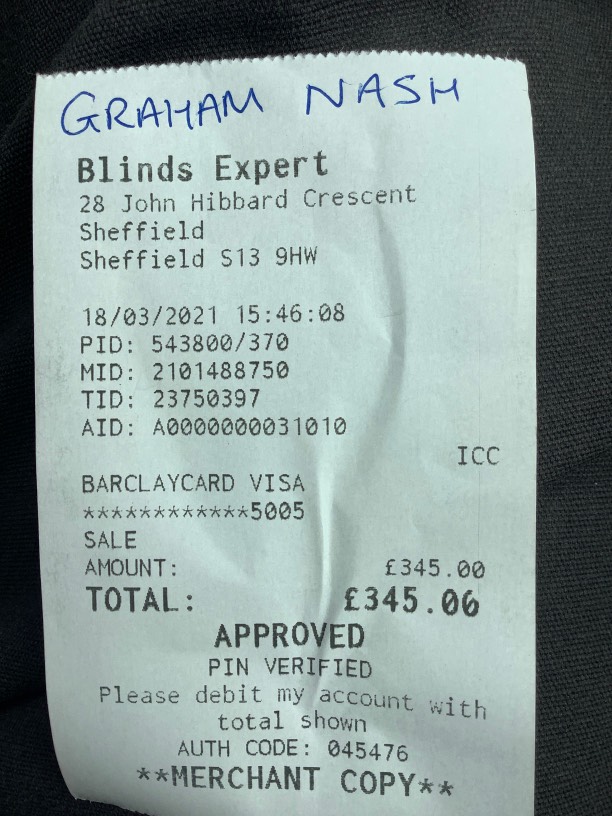 GRAHAM NASH
Blinds Expert
28 John Hibbard Crescent
Sheffield
Sheffield S13 9HW
18/03/2021 15:46:08
PID: 543800/370
MID: 2101488750
TID: 23750397
AID: A0000000031010
ICC
BARCLAYCARD VISA
************5005
SALE
AMOUNT: £345.00
TOTAL: £345.00
APPROVED
PIN VERIFIED
Please debit my account with
total shown
AUTH CODE: 045476
**MERCHANT COPY**